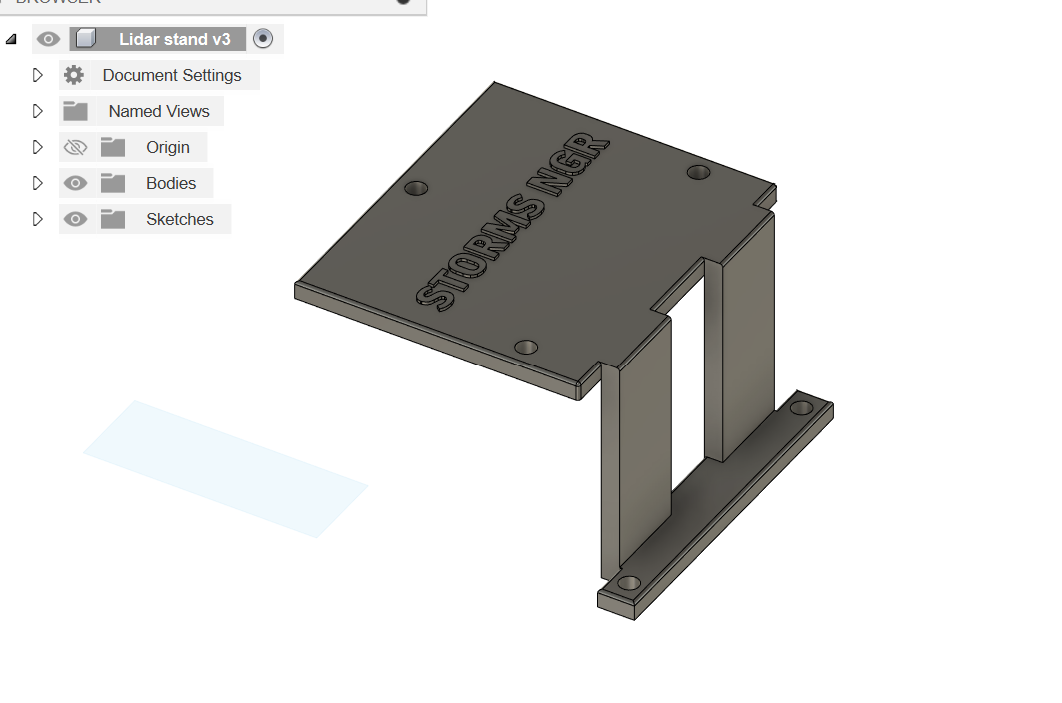 BROWSER
Lidar stand v3
Document Settings
Named Views
Origin
Bodies
Sketches
STORMS NGR